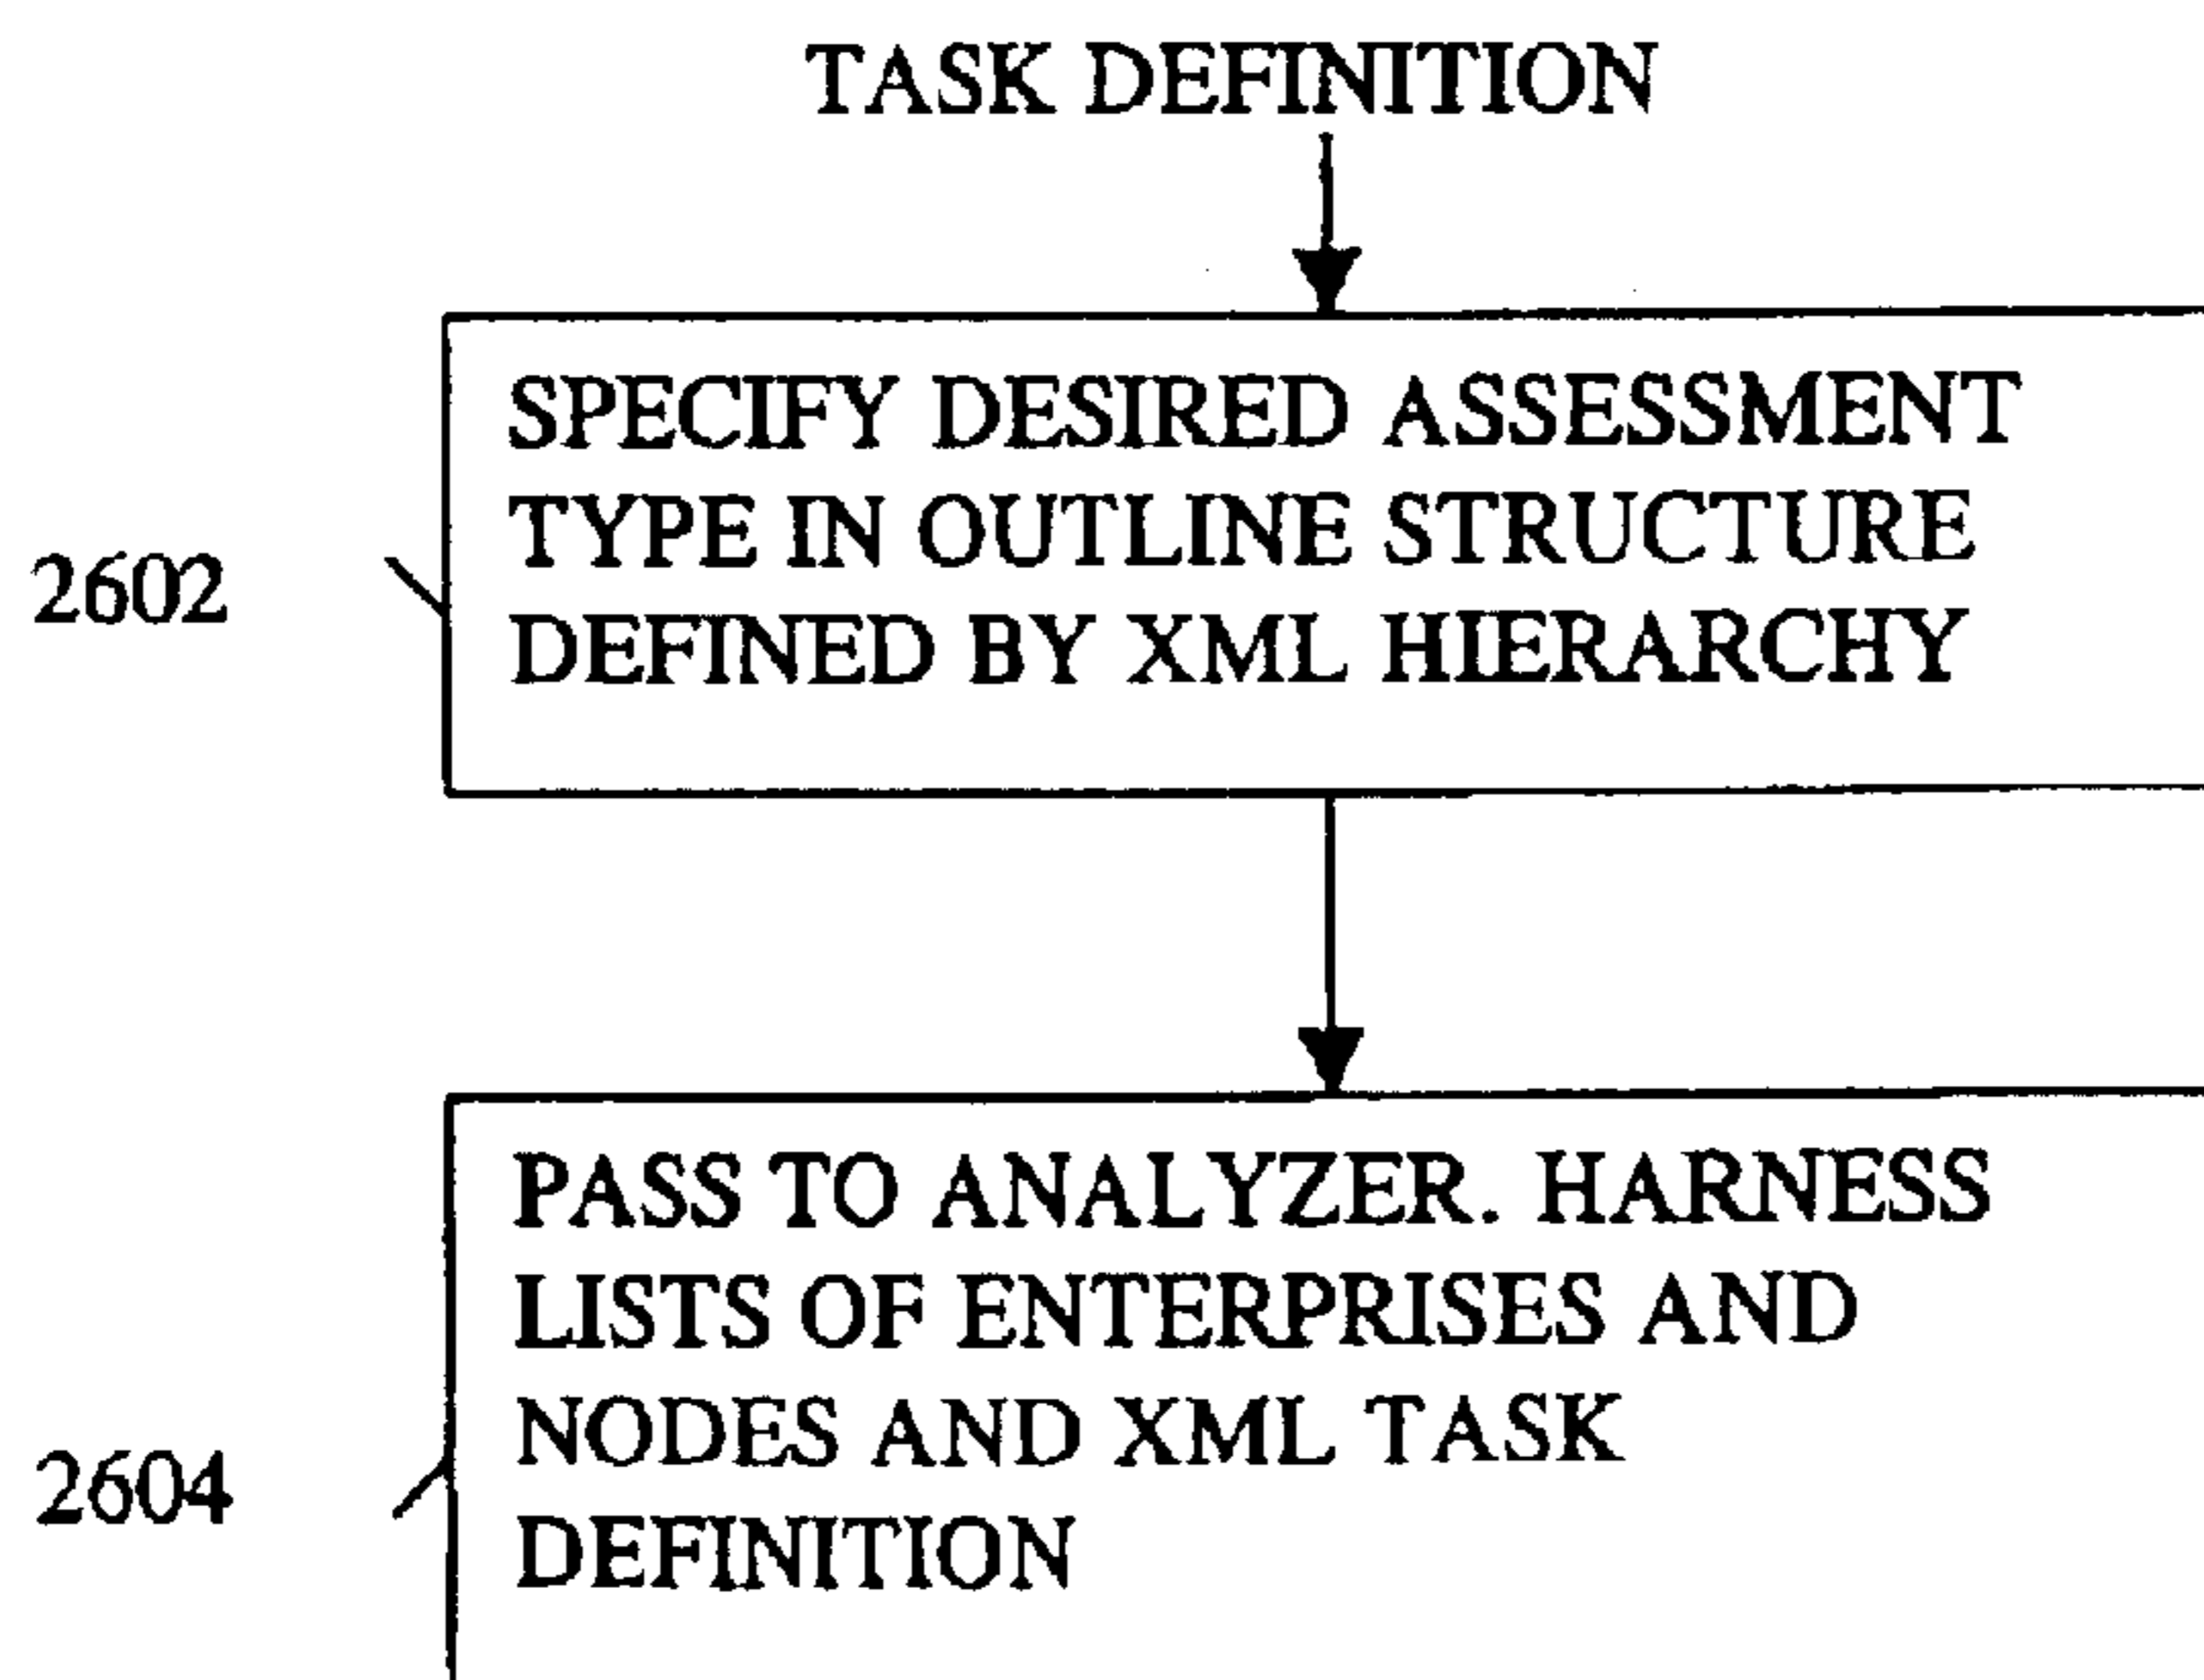 TASK DEFINITION
SPECIFY DESIRED ASSESSMENT
TYPE IN OUTLINE STRUCTURE
DEFINED BY XML HIERARCHY
2602
PASS TO ANALYZER. HARNESS
LISTS OF ENTERPRISES AND
NODES AND XML TASK
DEFINITION
2604